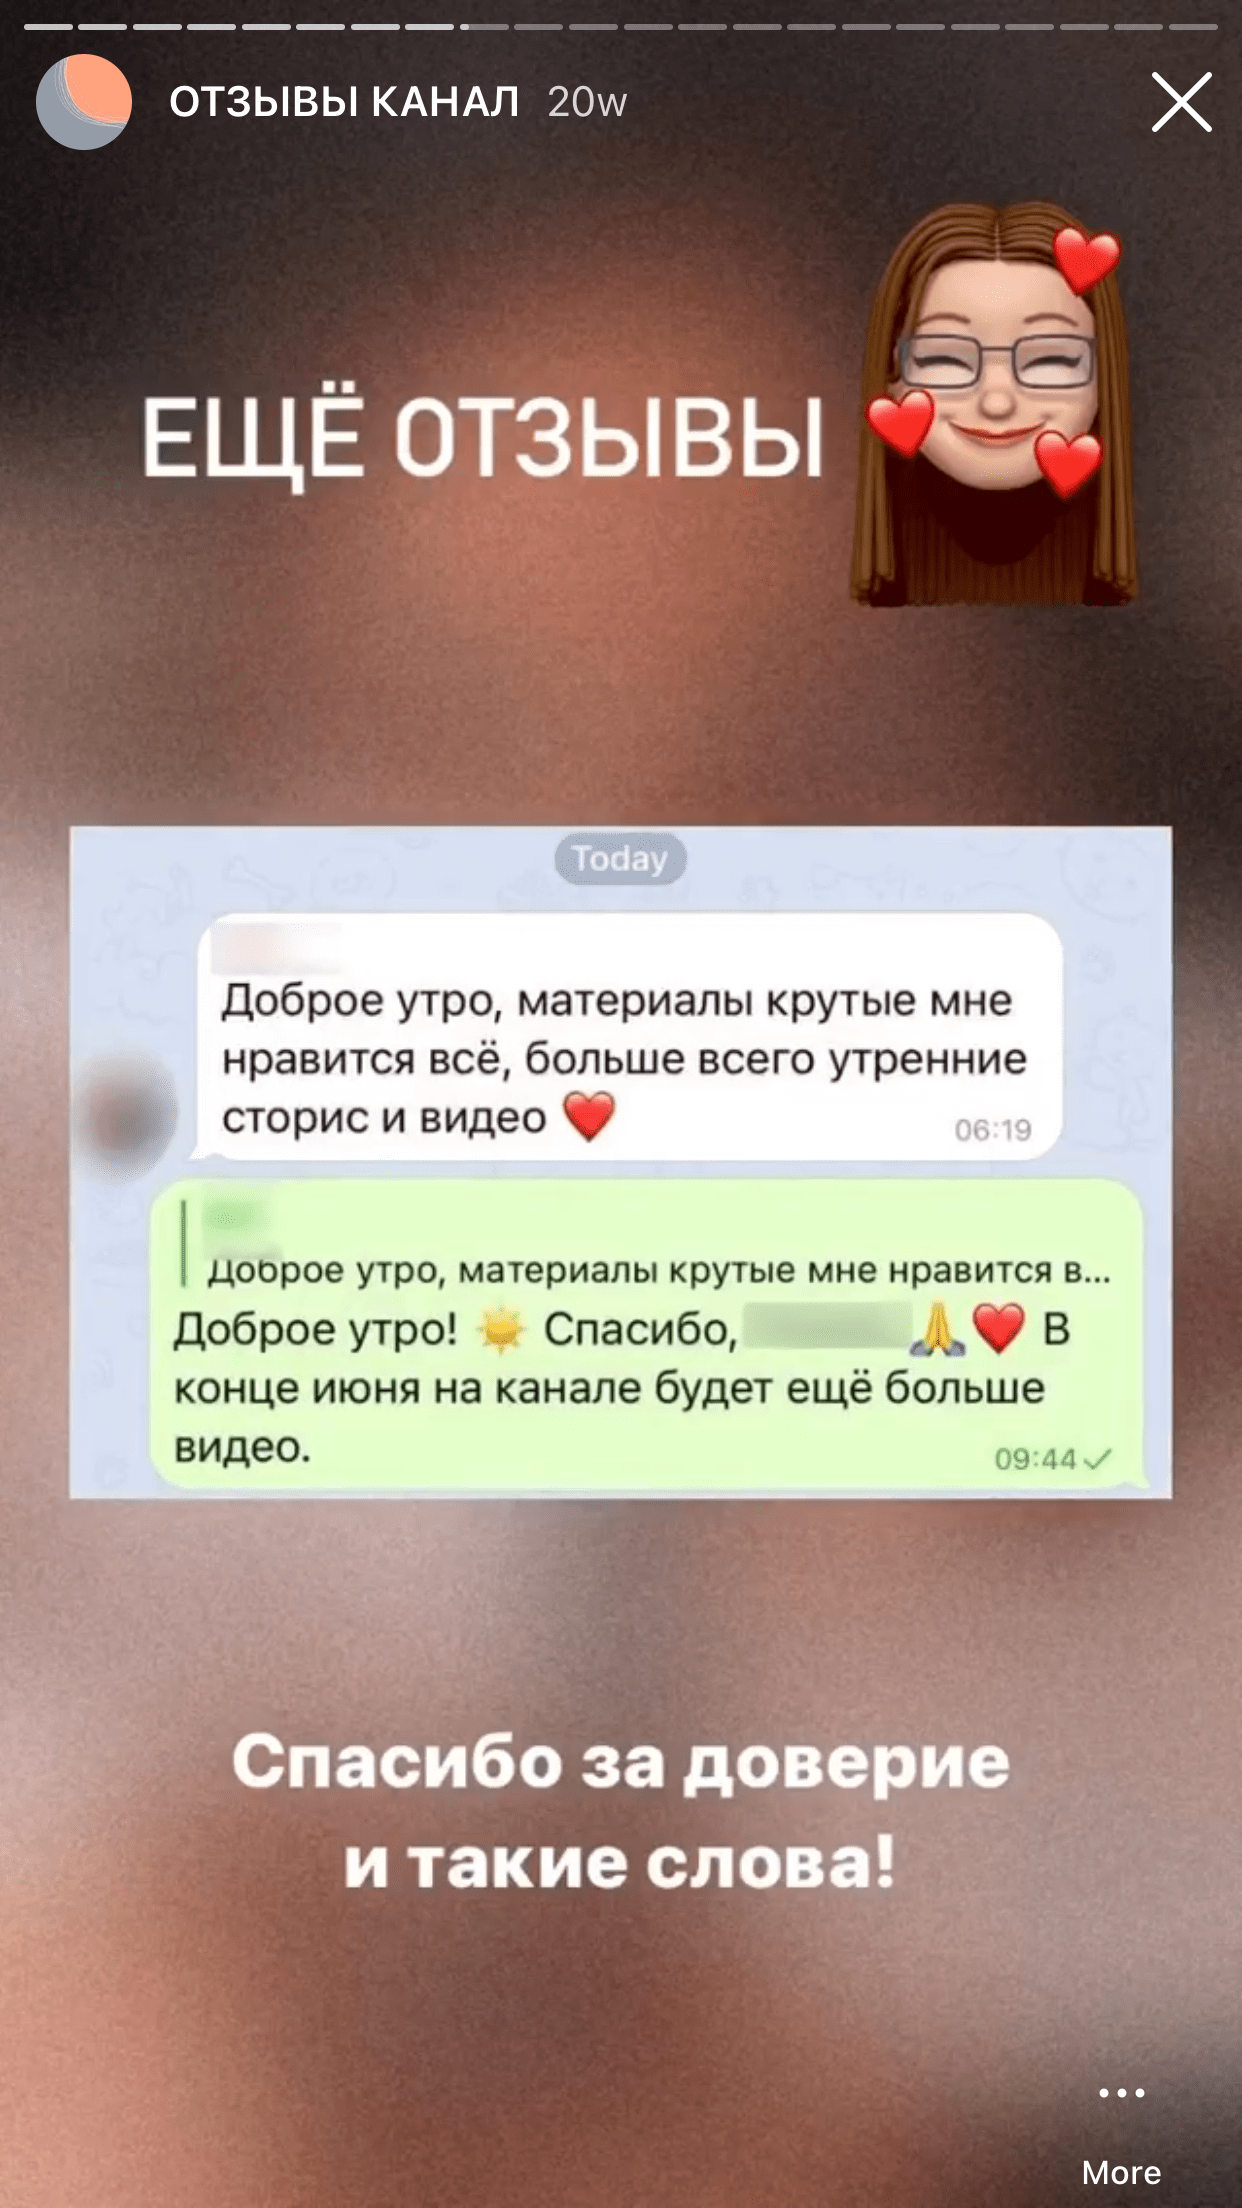 ОТЗЫВЫ КАНАЛ 20w
ЕЩЁ ОТЗЫВЫ
Today
Доброе утро, материалы крутые мне
нравится всё, больше всего утренние
сторис и видео ❤️ 06:19
Доброе утро, материалы крутые мне нравится в...
Доброе утро! ☀️ Спасибо, 🙏❤️ В
конце июня на канале будет ещё больше
видео. 09:44
Спасибо за доверие
и такие слова!
More